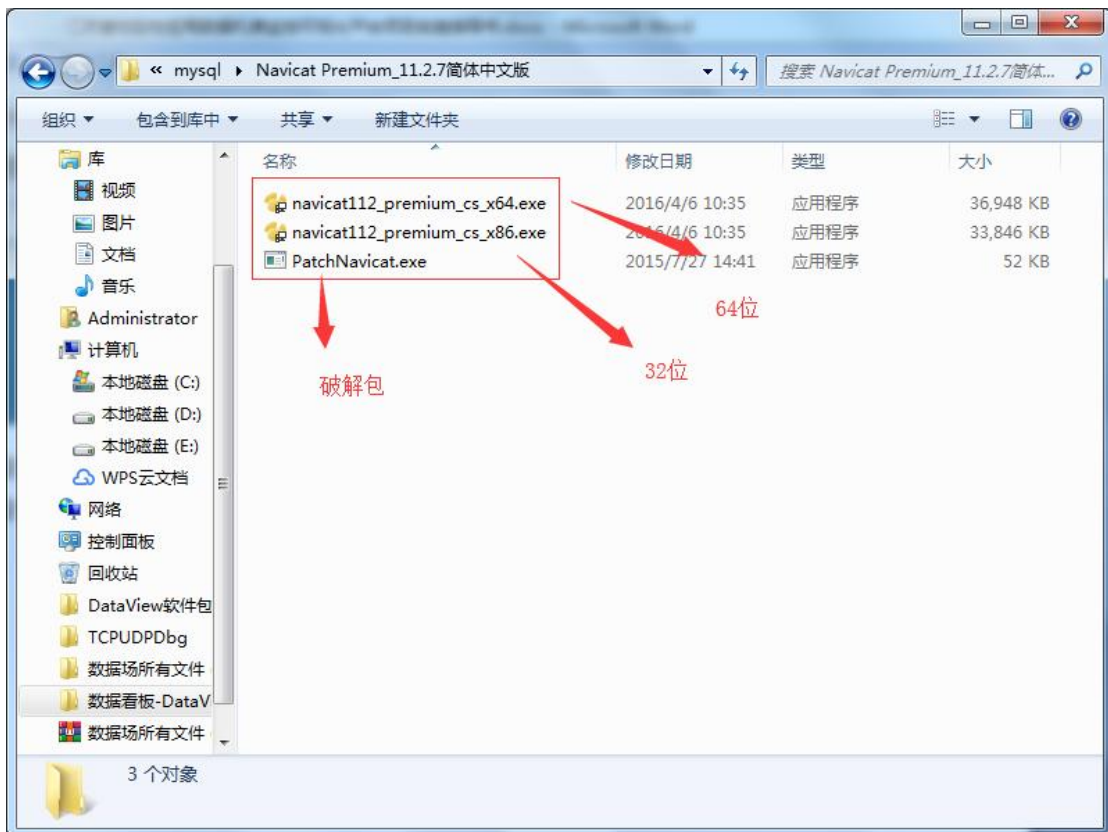 « mysql ▸ Navicat Premium_11.2.7简体中文版
搜索 Navicat Premium_11.2.7简体...
组织 包含到库中 共享 新建文件夹
库
视频
图片
文档
音乐
Administrator
计算机
本地磁盘 (C:)
本地磁盘 (D:)
本地磁盘 (E:)
WPS云文档
网络
控制面板
回收站
DataView软件包
TCPUDPDbg
数据场所有文件
数据看板-DataV
数据场所有文件
名称 修改日期 类型 大小
navicat112_premium_cs_x64.exe 2016/4/6 10:35 应用程序 36,948 KB
navicat112_premium_cs_x86.exe 2016/4/6 10:35 应用程序 33,846 KB
PatchNavicat.exe 2015/7/27 14:41 应用程序 52 KB
64位
32位
破解包
3 个对象